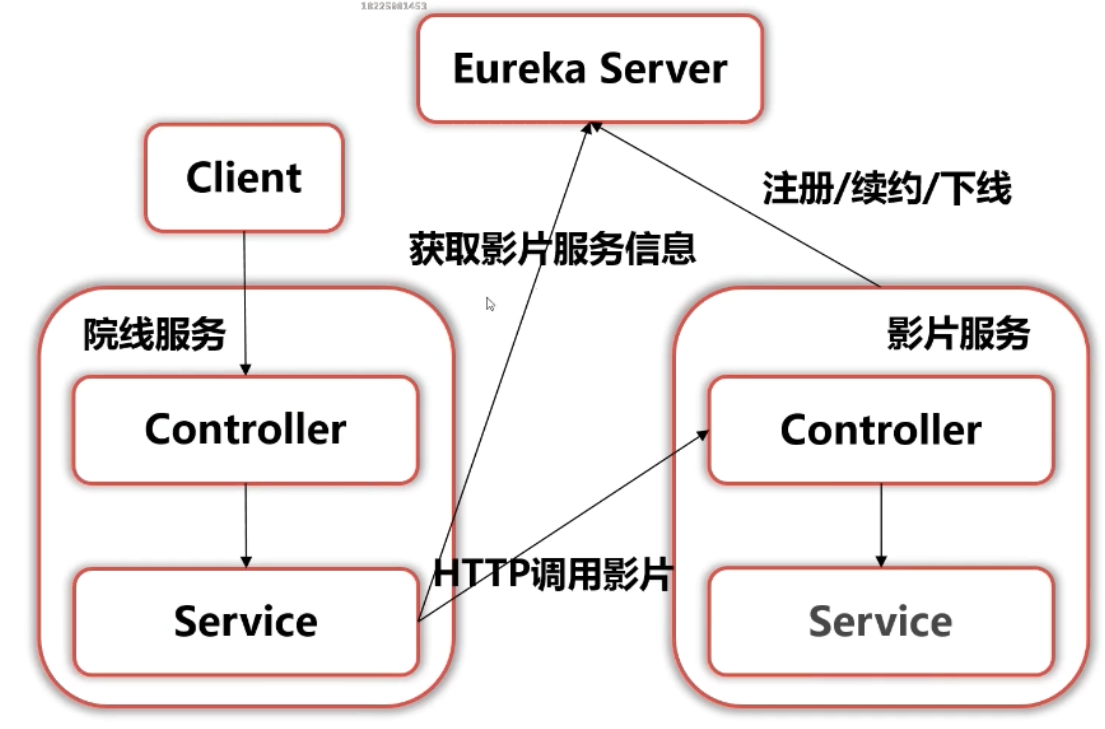 Eureka Server
Client
注册/续约/下线
获取影片服务信息
院线服务
影片服务
Controller
Controller
HTTP调用影片
Service
Service